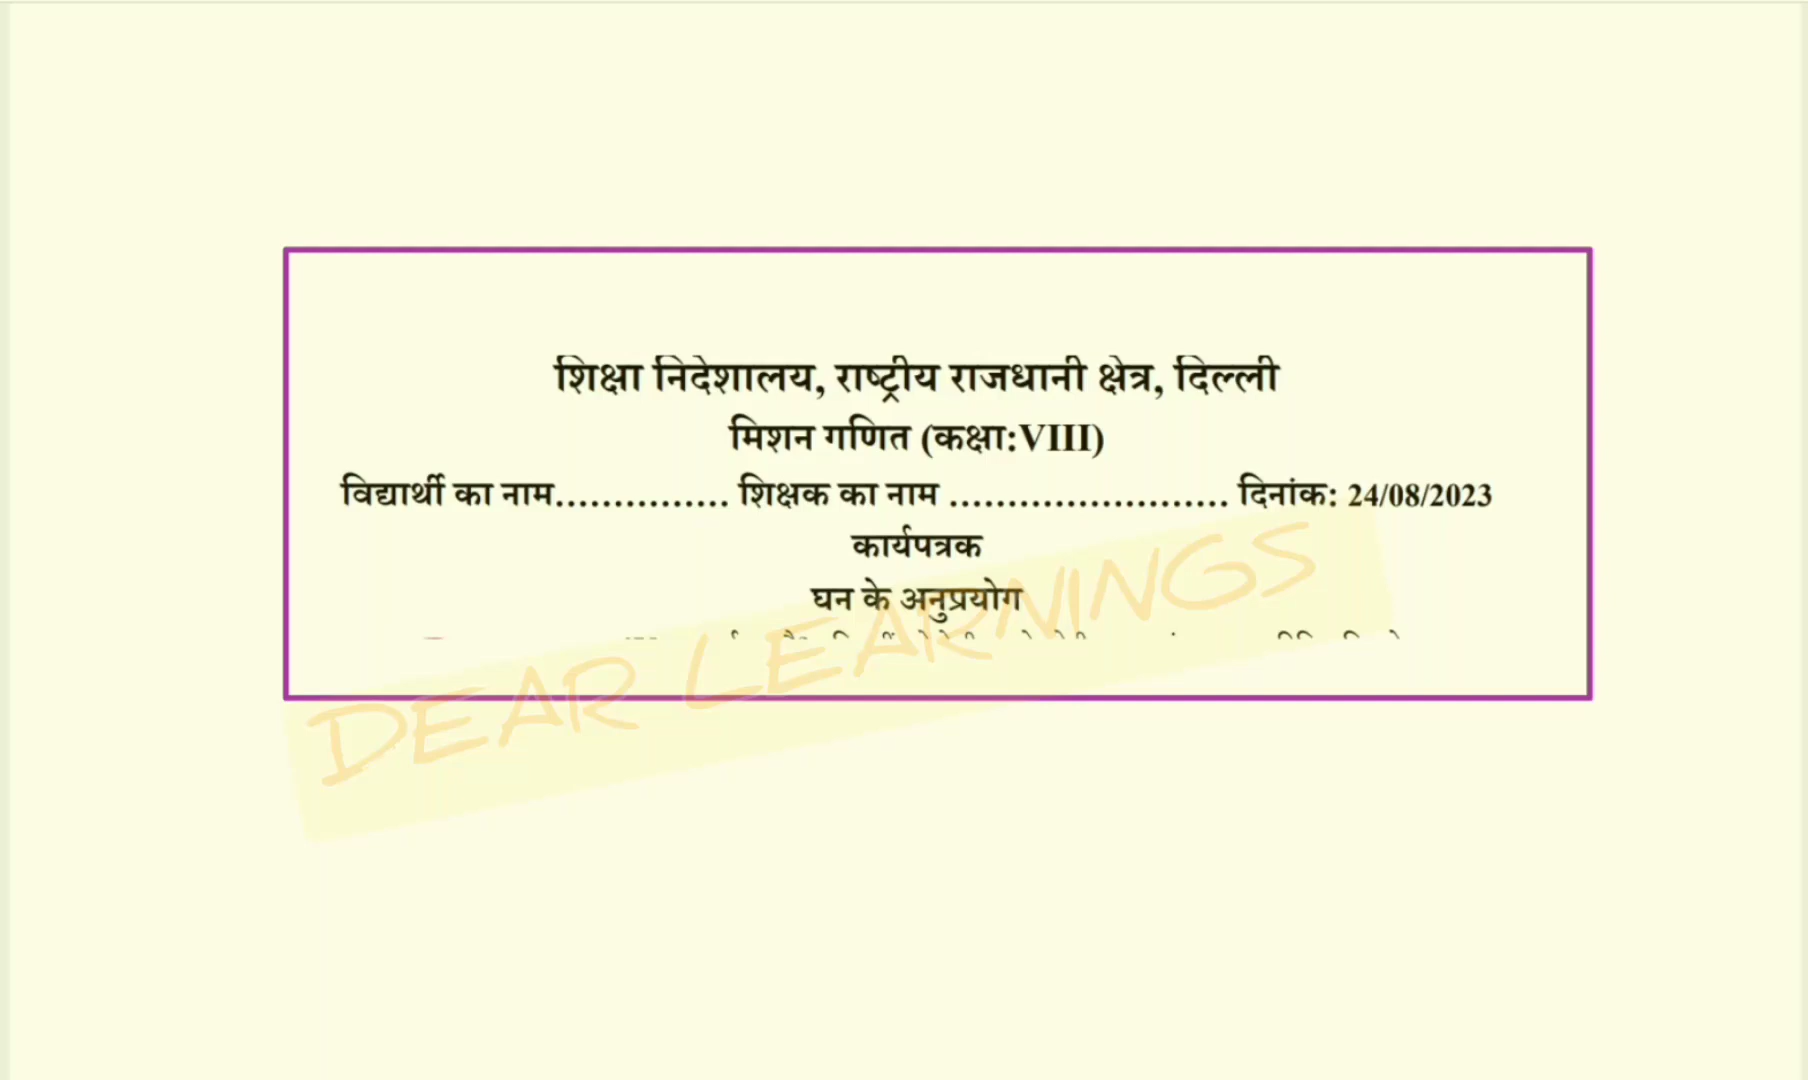 शिक्षा निदेशालय, राष्ट्रीय राजधानी क्षेत्र, दिल्ली
मिशन गणित (कक्षा:VIII)
विद्यार्थी का नाम............... शिक्षक का नाम ........................ दिनांक: 24/08/2023
कार्यपत्रक
घन के अनुप्रयोग
DEAR LEARNINGS